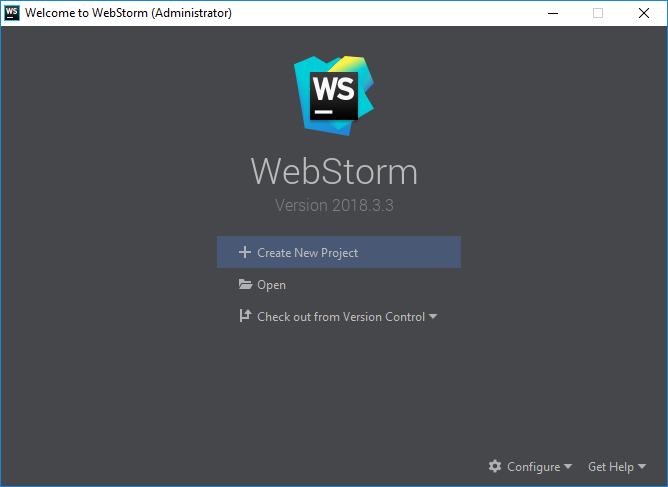 WS Welcome to WebStorm (Administrator)
WS
WebStorm
Version 2018.3.3
Create New Project
Open
Check out from Version Control
Configure Get Help